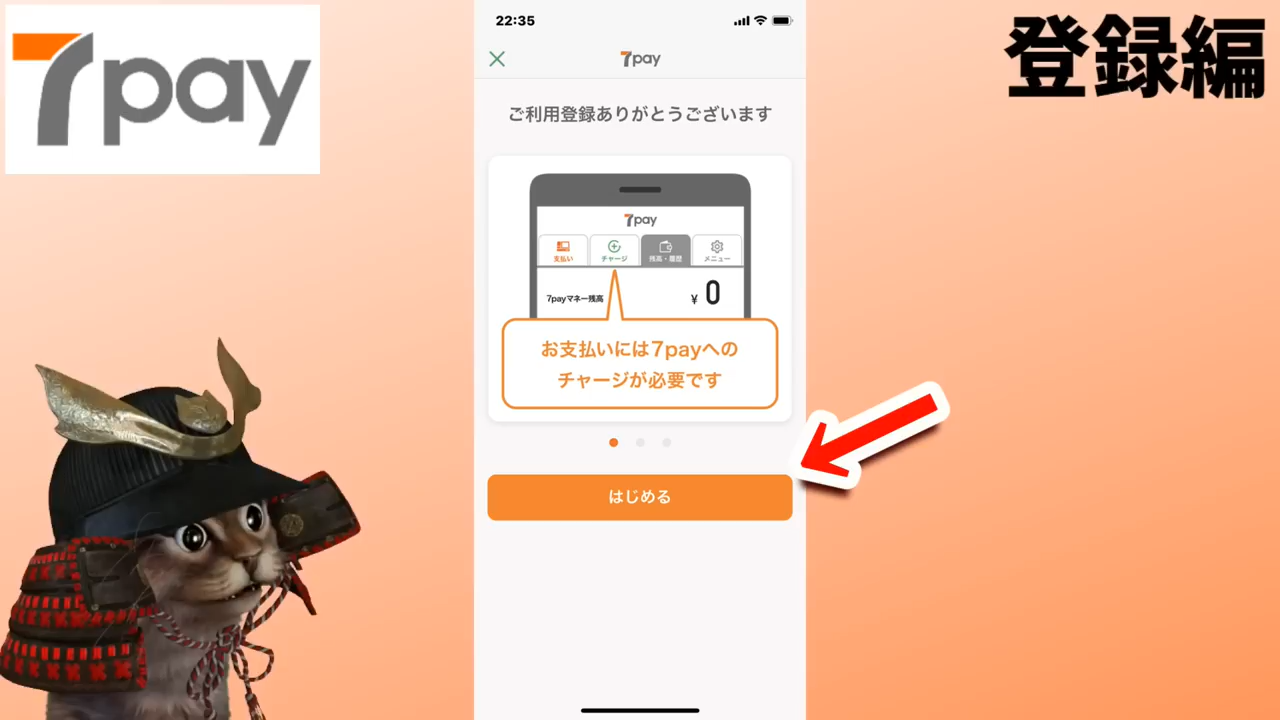 7pay
登録編
22:35
7pay
ご利用登録ありがとうございます
7pay
支払い
チャージ
残高・履歴
メニュー
7payマネー残高
¥ 0
お支払いには7payへの
チャージが必要です
はじめる